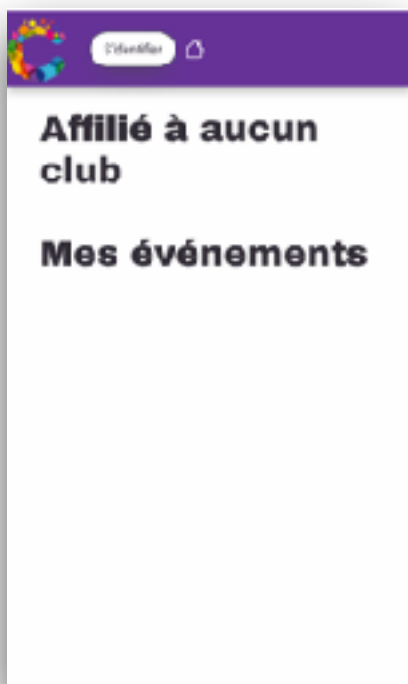 S'identifier
Affilié à aucun
club
Mes événements